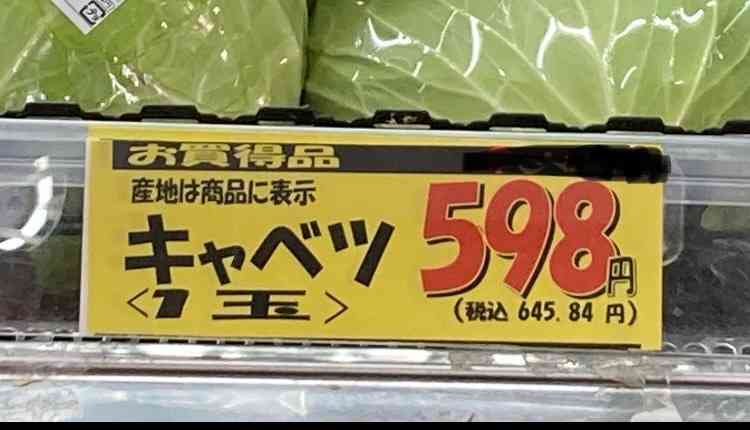 お買得品
産地は商品に表示
キャベツ
〈1玉〉
598円
(税込 645.84 円)